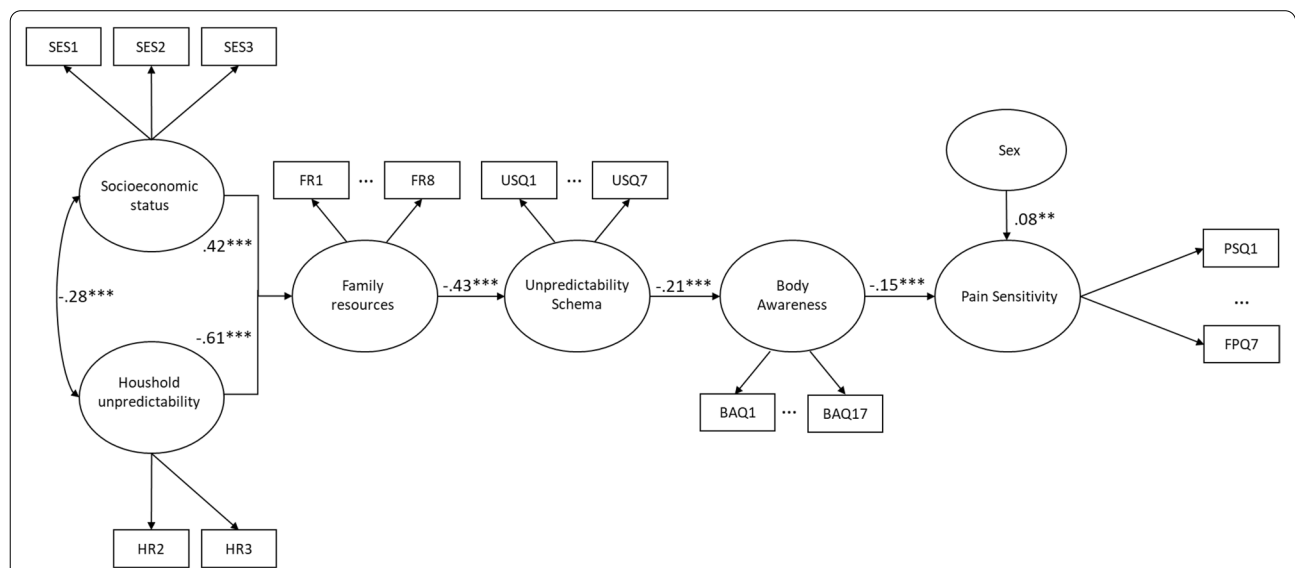 SES1
SES2
SES3
Socioeconomic
status
.42***
-.28***
-.61***
Houshold
unpredictability
HR2
HR3
FR1
...
FR8
Family
resources
-.43***
USQ1
...
USQ7
Unpredictability
Schema
-.21***
Body
Awareness
BAQ1
...
BAQ17
-.15***
Sex
.08**
Pain Sensitivity
PSQ1
...
FPQ7